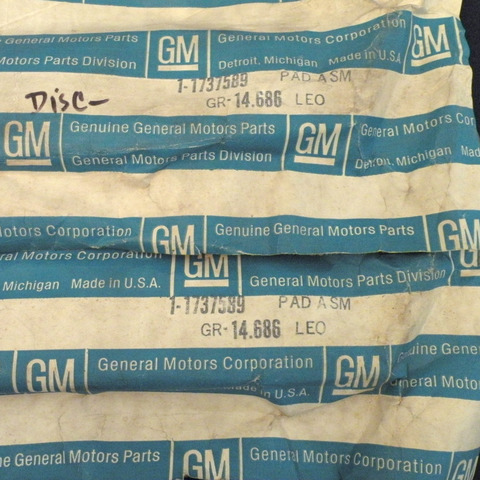 Genuine General Motors Parts GM General Motors Corporation GM
Motors Parts Division Detroit, Michigan Made in U.S.A.
1-1737589 PAD ASM
DISC- GR-14.686 LEO
GM Genuine General Motors Parts GM General Motors Cor
General Motors Parts Division Detroit, Michigan Mad
Motors Corporation GM Genuine General Motors Parts GM
General Motors Corporation GM
Michigan Made in U.S.A. General Motors Parts Division
1-1737589 PAD ASM
GR-14.686 LEO
GM General Motors Corporation GM Genuine Gene
Made in U.S.A. General Motor
ne General Motors Parts GM General Motors Corporation GM